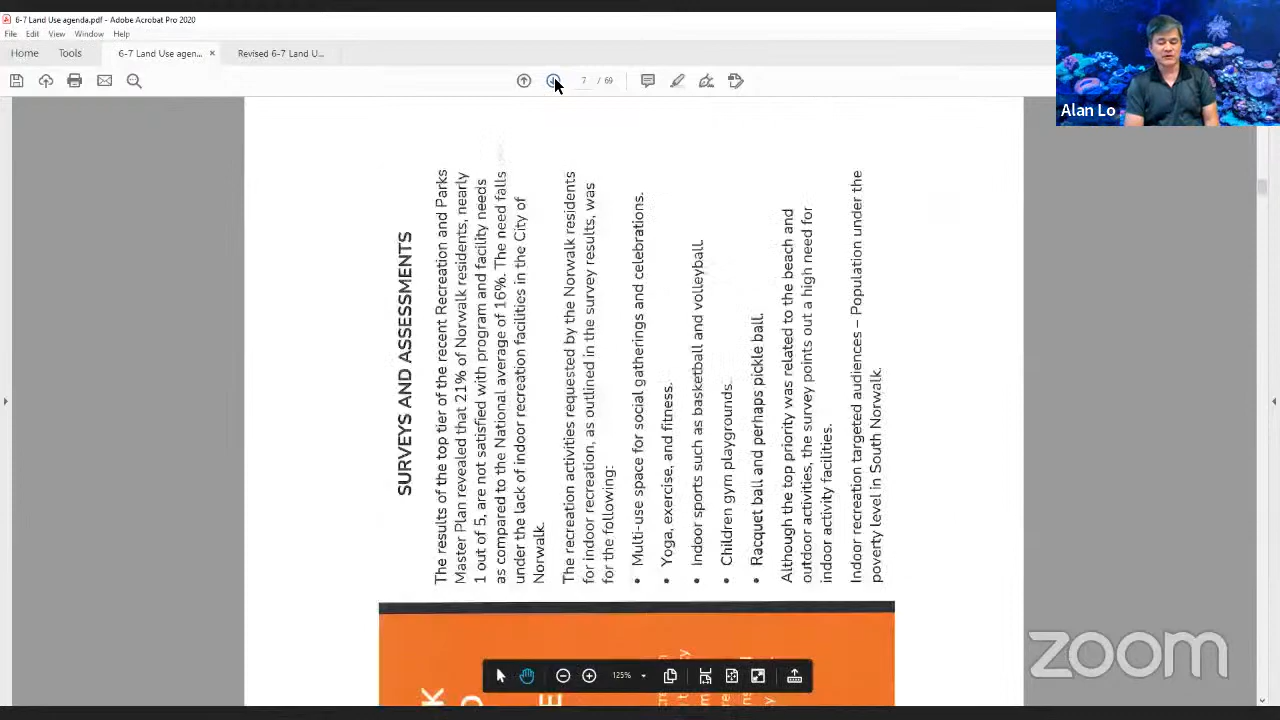 6-7 Land Use agenda.pdf - Adobe Acrobat Pro 2020
File Edit View Window Help
Home Tools 6-7 Land Use agen... × Revised 6-7 Land U...
7 / 69
Alan Lo
SURVEYS AND ASSESSMENTS
The results of the top tier of the recent Recreation and Parks
Master Plan revealed that 21% of Norwalk residents, nearly
1 out of 5, are not satisfied with program and facility needs
as compared to the National average of 16%. The need falls
under the lack of indoor recreation facilities in the City of
Norwalk.
The recreation activities requested by the Norwalk residents
for indoor recreation, as outlined in the survey results, was
for the following:
• Multi-use space for social gatherings and celebrations.
• Yoga, exercise, and fitness.
• Indoor sports such as basketball and volleyball.
• Children gym playgrounds.
• Racquet ball and perhaps pickle ball.
Although the top priority was related to the beach and
outdoor activities, the survey points out a high need for
indoor activity facilities.
Indoor recreation targeted audiences – Population under the
poverty level in South Norwalk.
125%
zoom